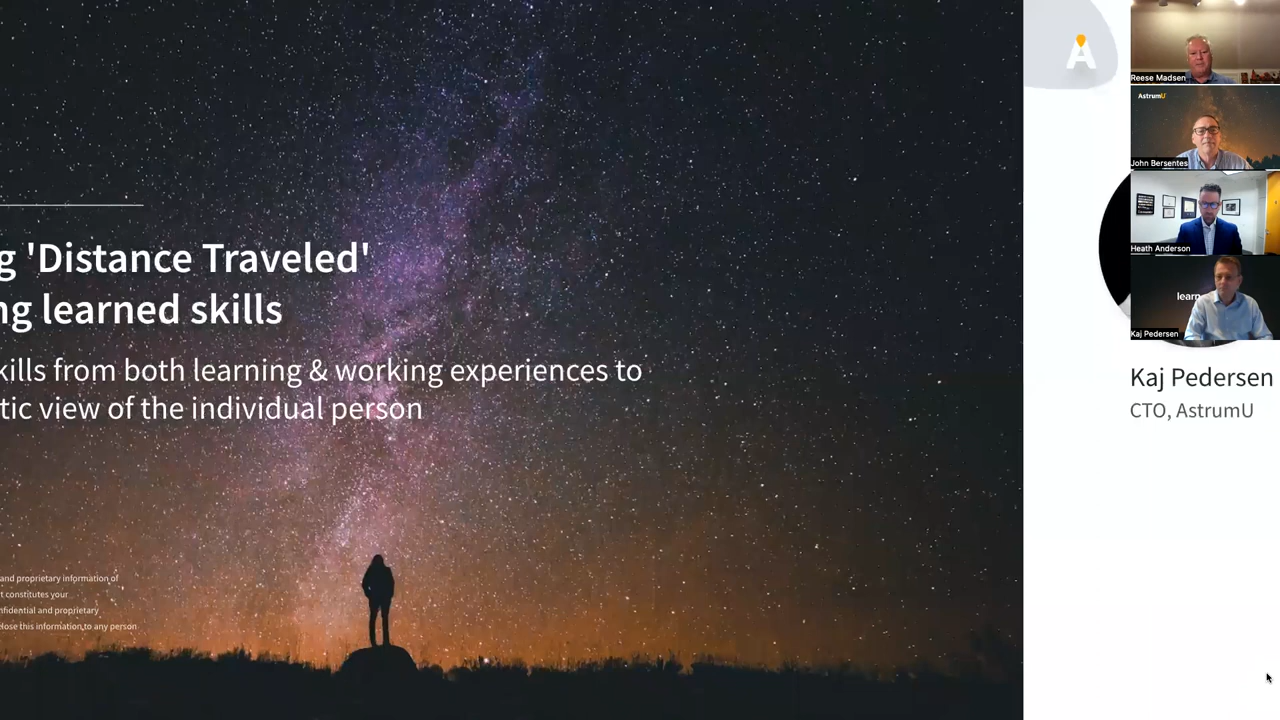 g 'Distance Traveled'
ng learned skills
kills from both learning & working experiences to
tic view of the individual person
and proprietary information of
t constitutes your
nfidential and proprietary
close this information to any person
A
Reese Madsen
AstrumU
John Bersentes
Heath Anderson
learn
Kaj Pedersen
Kaj Pedersen
CTO, AstrumU